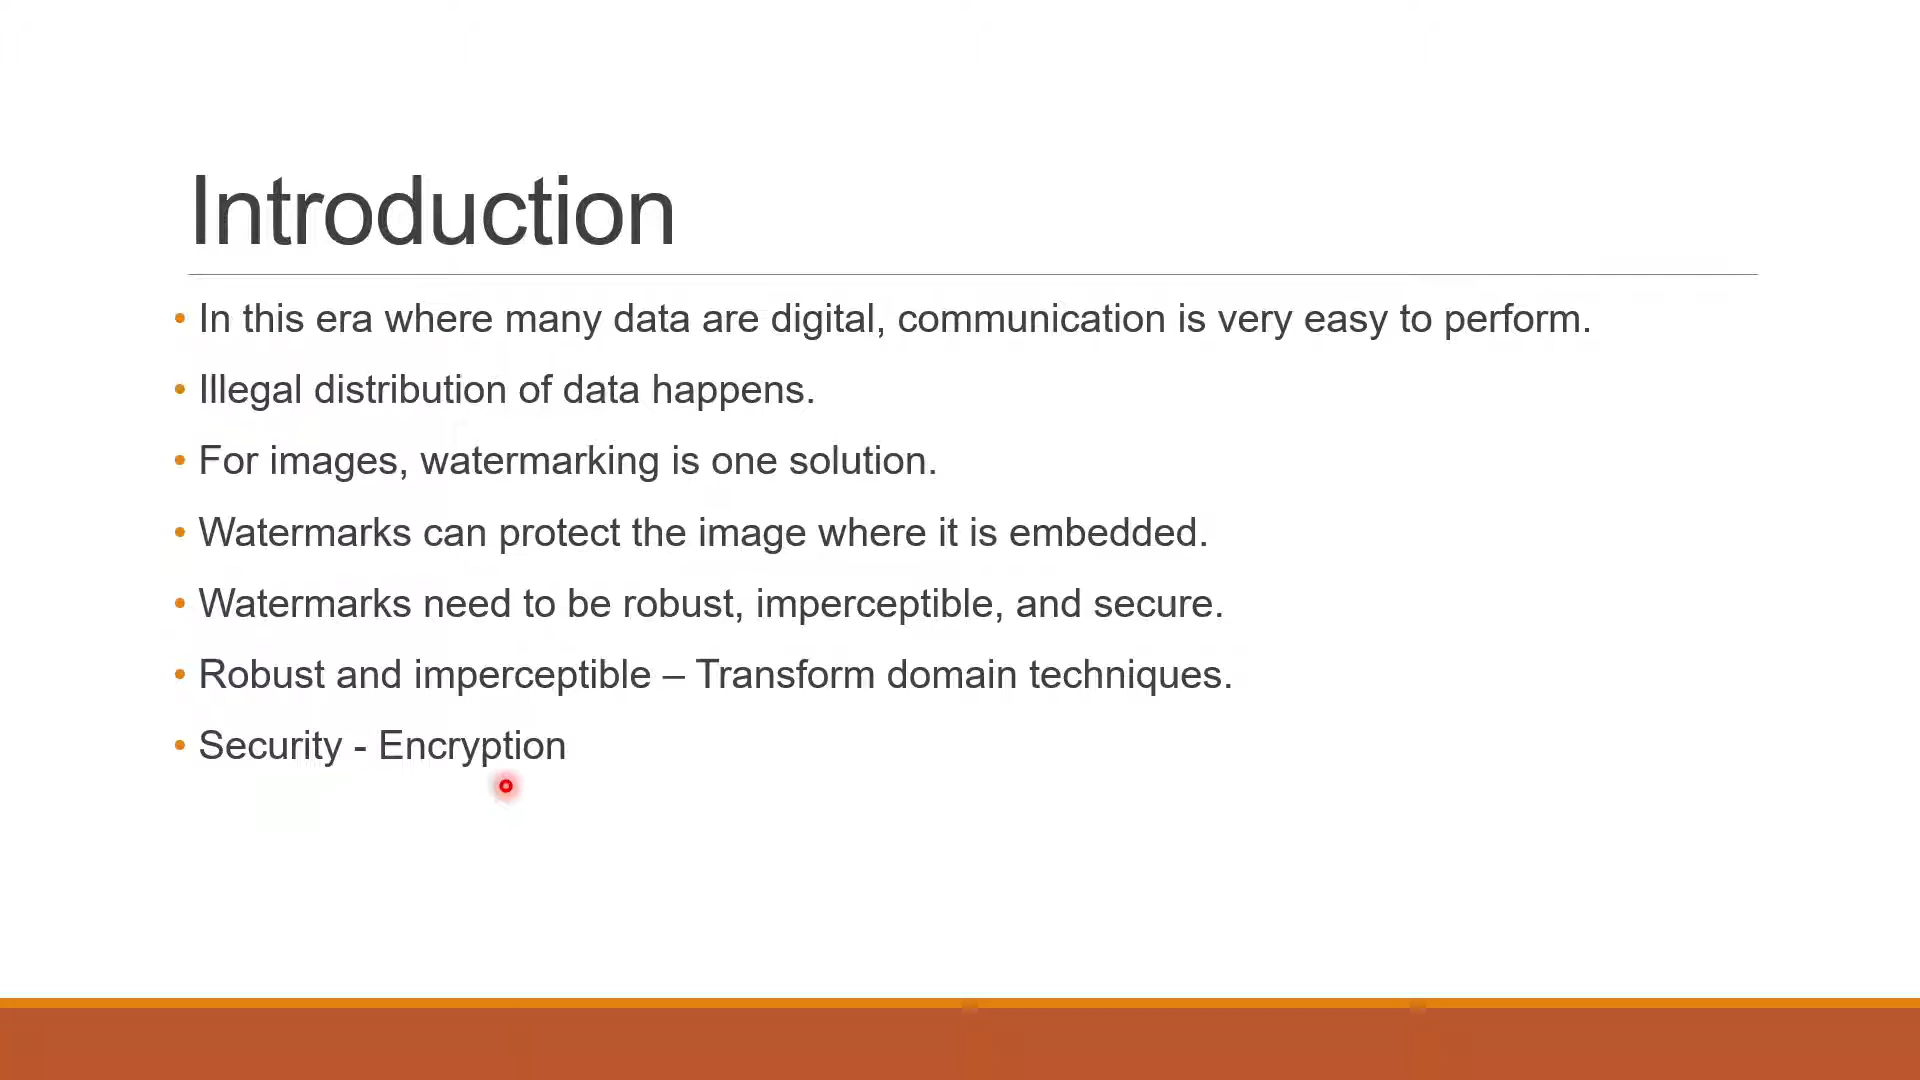 Introduction
• In this era where many data are digital, communication is very easy to perform.
• Illegal distribution of data happens.
• For images, watermarking is one solution.
• Watermarks can protect the image where it is embedded.
• Watermarks need to be robust, imperceptible, and secure.
• Robust and imperceptible – Transform domain techniques.
• Security - Encryption